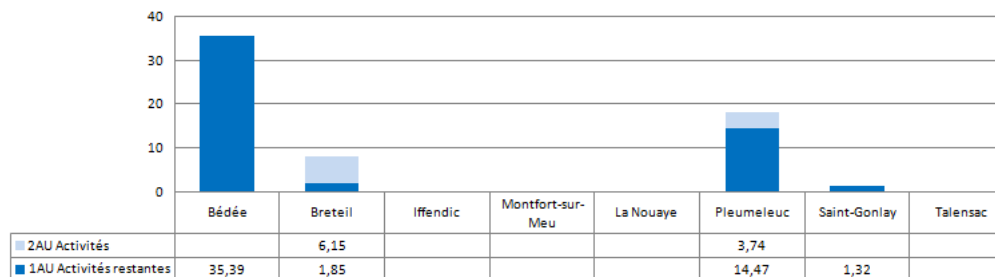 40
30
20
10
0
Bédée Breteil Iffendic Montfort-sur-Meu La Nouaye Pleumeleuc Saint-Gonlay Talensac
2AU Activités 6,15 3,74
1AU Activités restantes 35,39 1,85 14,47 1,32